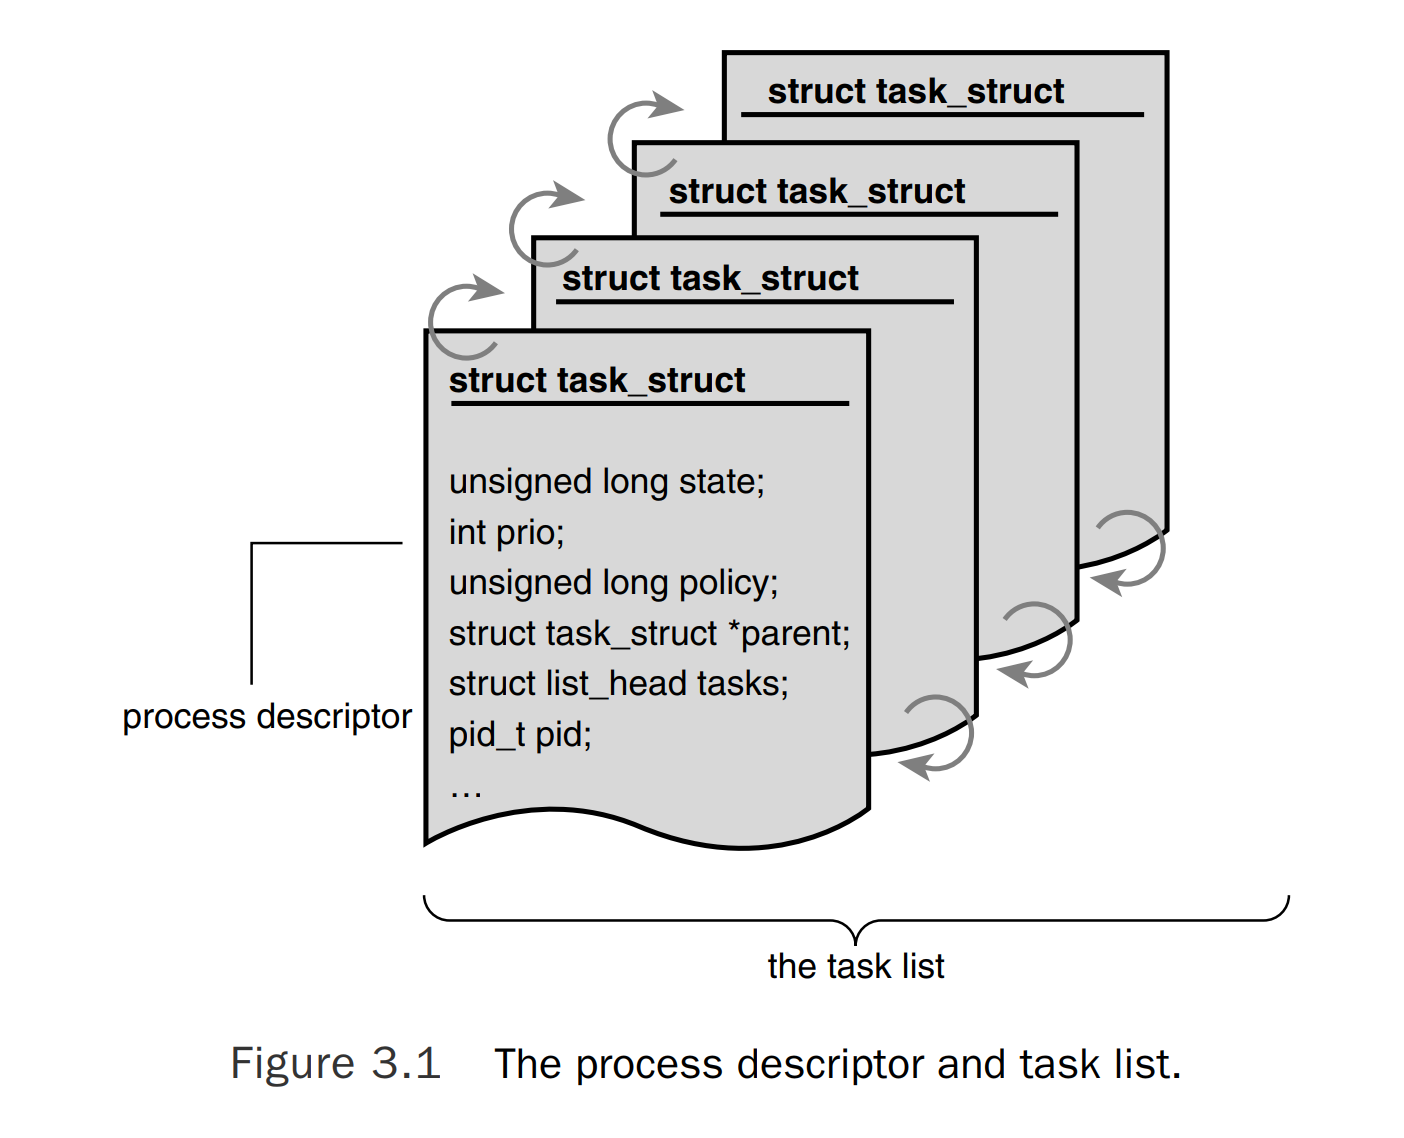 struct task_struct
struct task_struct
struct task_struct
struct task_struct
unsigned long state;
int prio;
unsigned long policy;
struct task_struct *parent;
struct list_head tasks;
pid_t pid;
…
process descriptor
the task list
Figure 3.1 The process descriptor and task list.